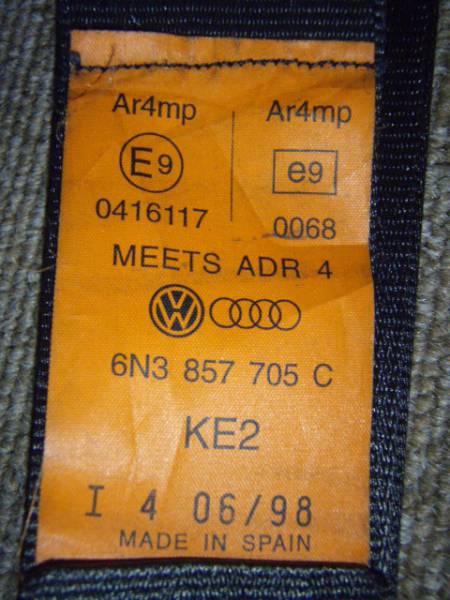 Ar4mp Ar4mp
E9 e9
0416117 0068
MEETS ADR 4
VW
6N3 857 705 C
KE2
I 4 06/98
MADE IN SPAIN